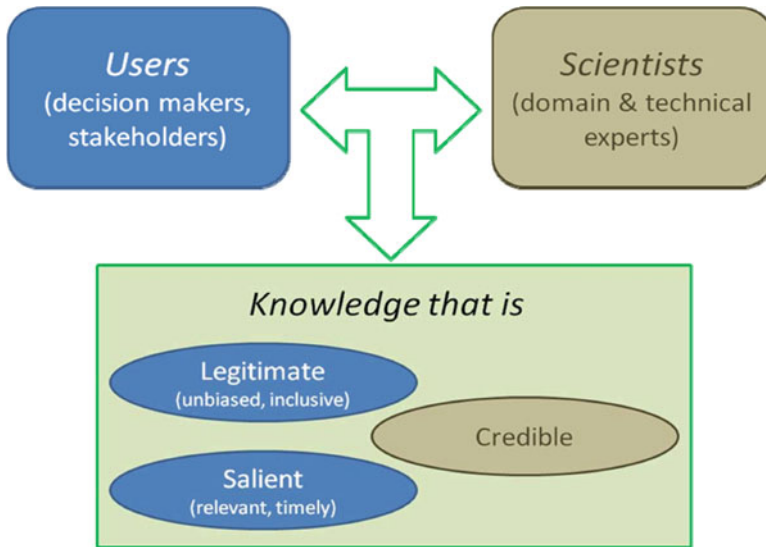 Users
(decision makers,
stakeholders)
Scientists
(domain & technical
experts)
Knowledge that is
Legitimate
(unbiased, inclusive)
Credible
Salient
(relevant, timely)